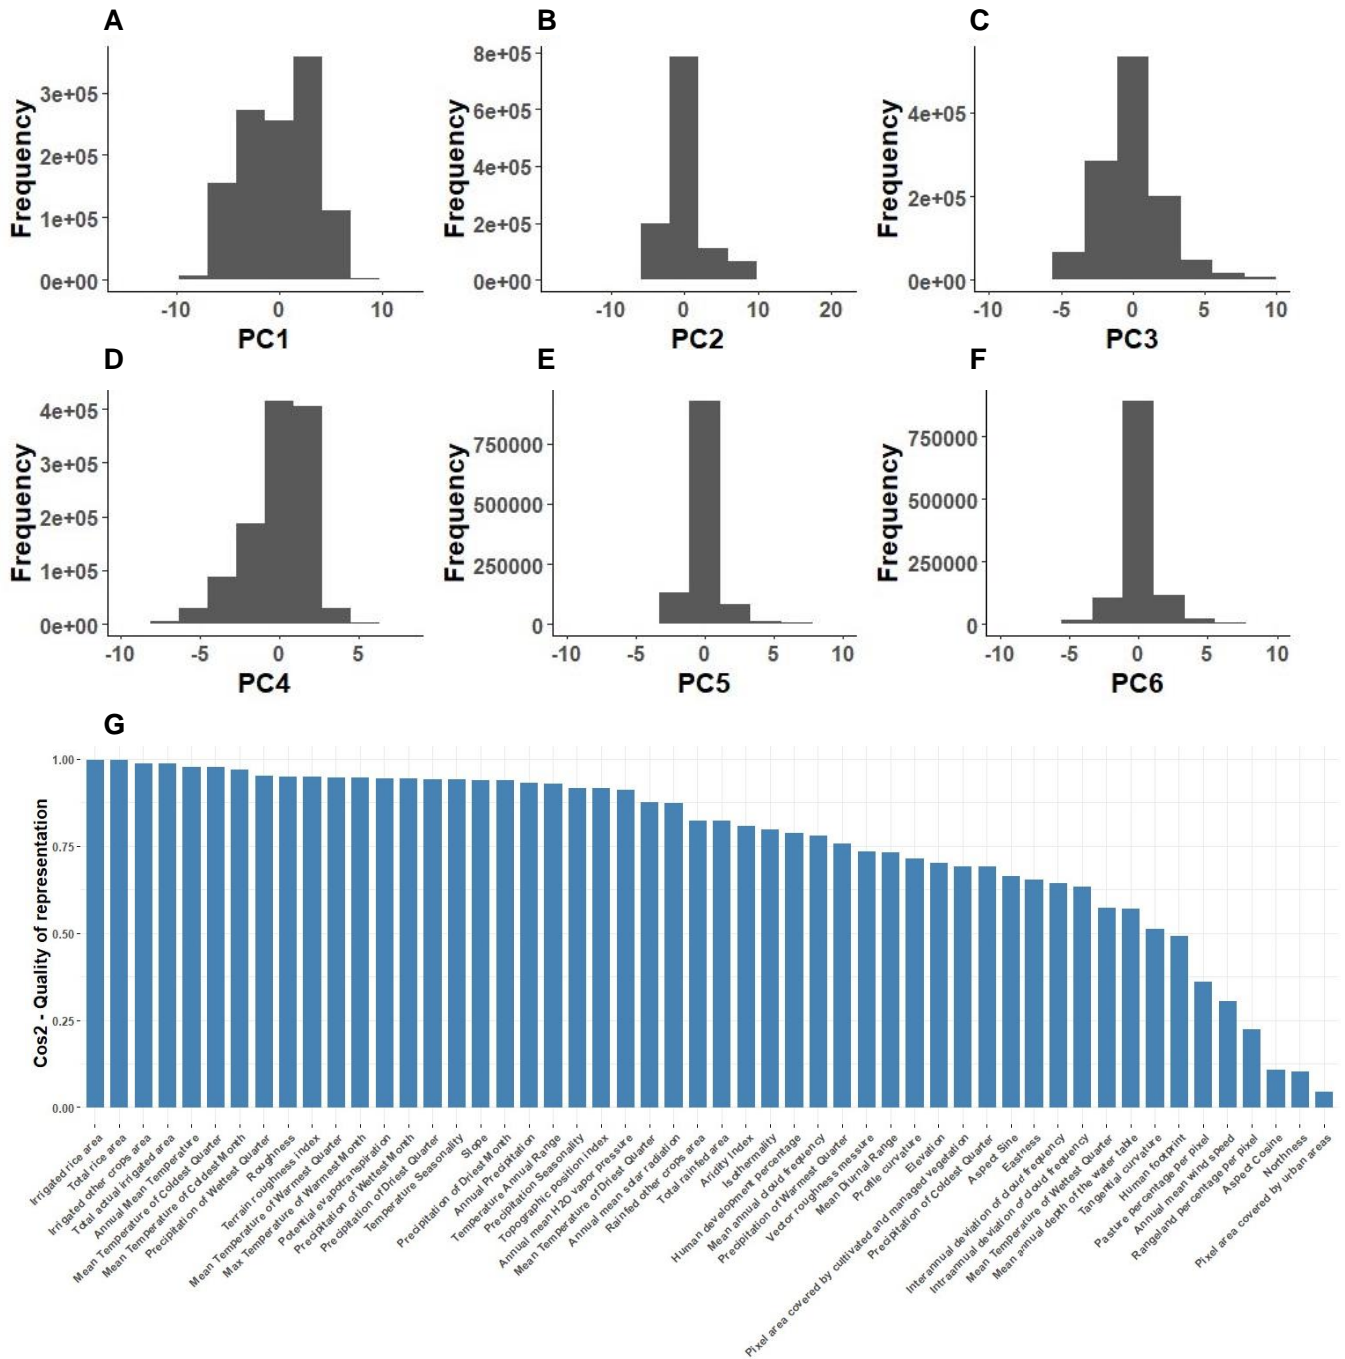 A
Frequency
3e+05
2e+05
1e+05
0e+00
-10
0
10
PC1
B
Frequency
8e+05
6e+05
4e+05
2e+05
0e+00
-10
0
10
20
PC2
C
Frequency
4e+05
2e+05
0e+00
-10
-5
0
5
10
PC3
D
Frequency
4e+05
3e+05
2e+05
1e+05
0e+00
-10
-5
0
5
PC4
E
Frequency
750000
500000
250000
0
-10
-5
0
5
10
PC5
F
Frequency
750000
500000
250000
0
-10
-5
0
5
10
PC6
G
Cos2 - Quality of representation
1.00
0.75
0.50
0.25
0.00
Irrigated rice area
Total rice area
Irrigated other crops area
Total actual irrigated area
Annual Mean Temperature
Mean Temperature of Coldest Quarter
Mean Temperature of Coldest Month
Precipitation of Wettest Quarter
Roughness
Terrain roughness index
Mean Temperature of Warmest Quarter
Max Temperature of Warmest Month
Potential evapotranspiration
Precipitation of Wettest Month
Precipitation of Driest Quarter
Temperature Seasonality
Slope
Precipitation of Driest Month
Annual Precipitation
Temperature Annual Range
Precipitation Seasonality
Topographic position index
Annual mean H2O vapor Pressure
Mean Temperature of Driest Quarter
Annual mean solar radiation
Rainfed other crops area
Total rainfed area
Aridity Index
Isothermality
Human development Percentage
Mean annual cloud frequency
Precipitation of Warmest Quarter
Vector roughness measure
Mean Diurnal Range
Profile curvature
Elevation
Pixel area covered by cultivated and managed Vegetation
Precipitation of Coldest Quarter
Aspect Sine
Eastness
Interannual deviation of cloud frequency
Intraannual deviation of cloud frequency
Mean Temperature of Wettest Quarter
Mean annual depth of the water table
Tangential curvature
Human footprint
Pasture percentage per pixel
Annual mean wind speed
Rangeland percentage per pixel
Aspect Cosine
Northness
Pixel area covered by urban areas